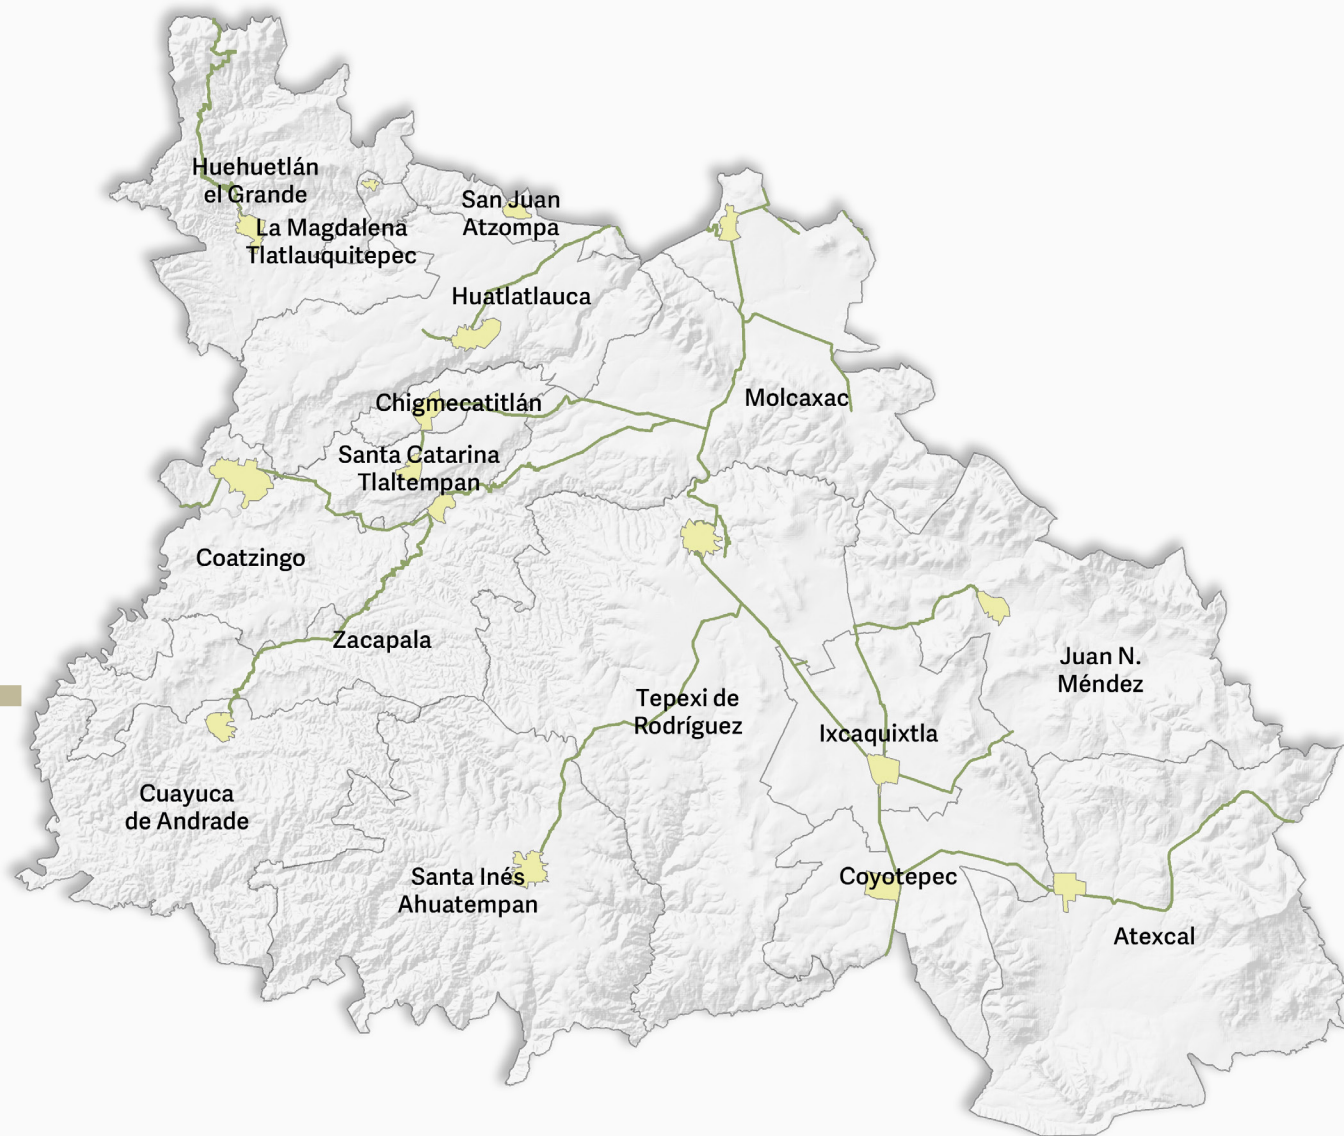 Huehuetlán
el Grande
San Juan
Atzompa
La Magdalena
Tlatlauquitepec
Huatlatlauca
Molcaxac
Chigmecatitlán
Santa Catarina
Tlaltempan
Coatzingo
Zacapala
Juan N.
Méndez
Tepexi de
Rodríguez
Ixcaquixtla
Cuayuca
de Andrade
Santa Inés
Ahuatempan
Coyotepec
Atexcal